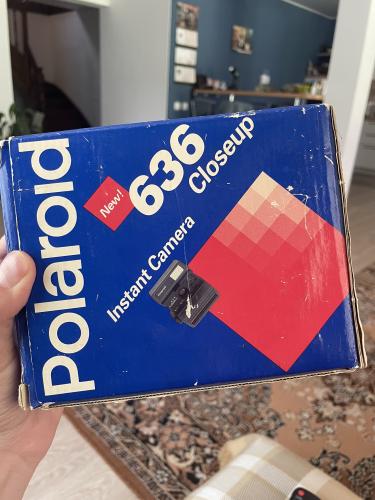 Polaroid
New!
636
Closeup
Instant Camera